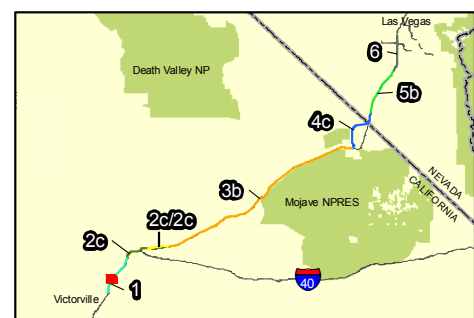 Las Vegas
6
Death Valley NP
5b
4c
NEVADA
CALIFORNIA
3b
Mojave NPRES
2c/2c
2c
40
1
Victorville